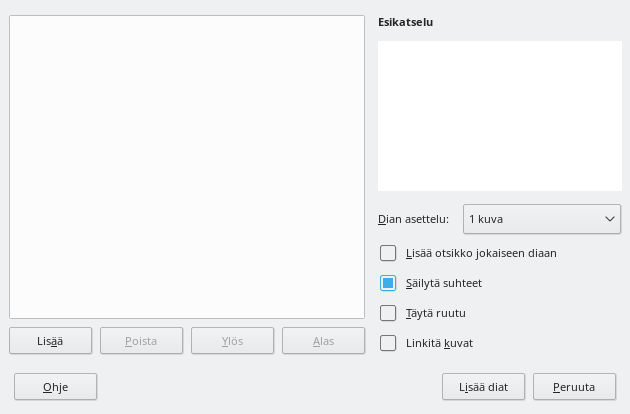 Esikatselu
Dian asettelu: 1 kuva
Lisää otsikko jokaiseen diaan
Säilytä suhteet
Täytä ruutu
Linkitä kuvat
Lisää Poista Ylös Alas
Ohje Lisää diat Peruuta